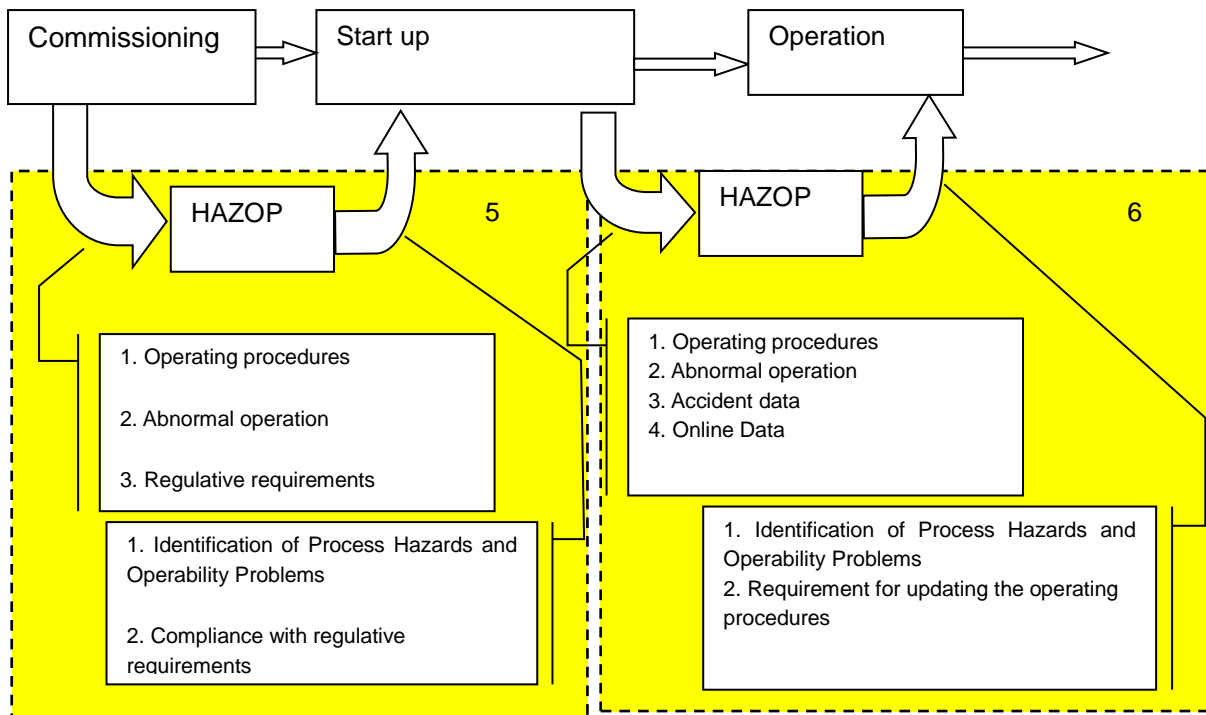 Commissioning
Start up
Operation
HAZOP
5
HAZOP
6
1. Operating procedures
2. Abnormal operation
3. Regulative requirements
1. Identification of Process Hazards and
Operability Problems
2. Compliance with regulative
requirements
1. Operating procedures
2. Abnormal operation
3. Accident data
4. Online Data
1. Identification of Process Hazards and
Operability Problems
2. Requirement for updating the operating
procedures